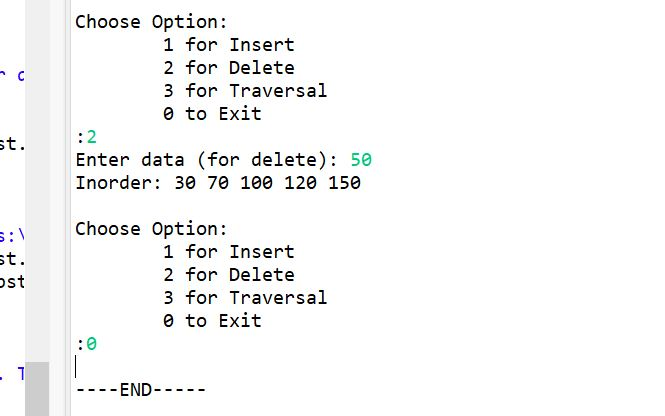 Choose Option:
1 for Insert
2 for Delete
3 for Traversal
0 to Exit
:2
Enter data (for delete): 50
Inorder: 30 70 100 120 150
Choose Option:
1 for Insert
2 for Delete
3 for Traversal
0 to Exit
:0
----END-----
st.
s:\
st.
ost
. T